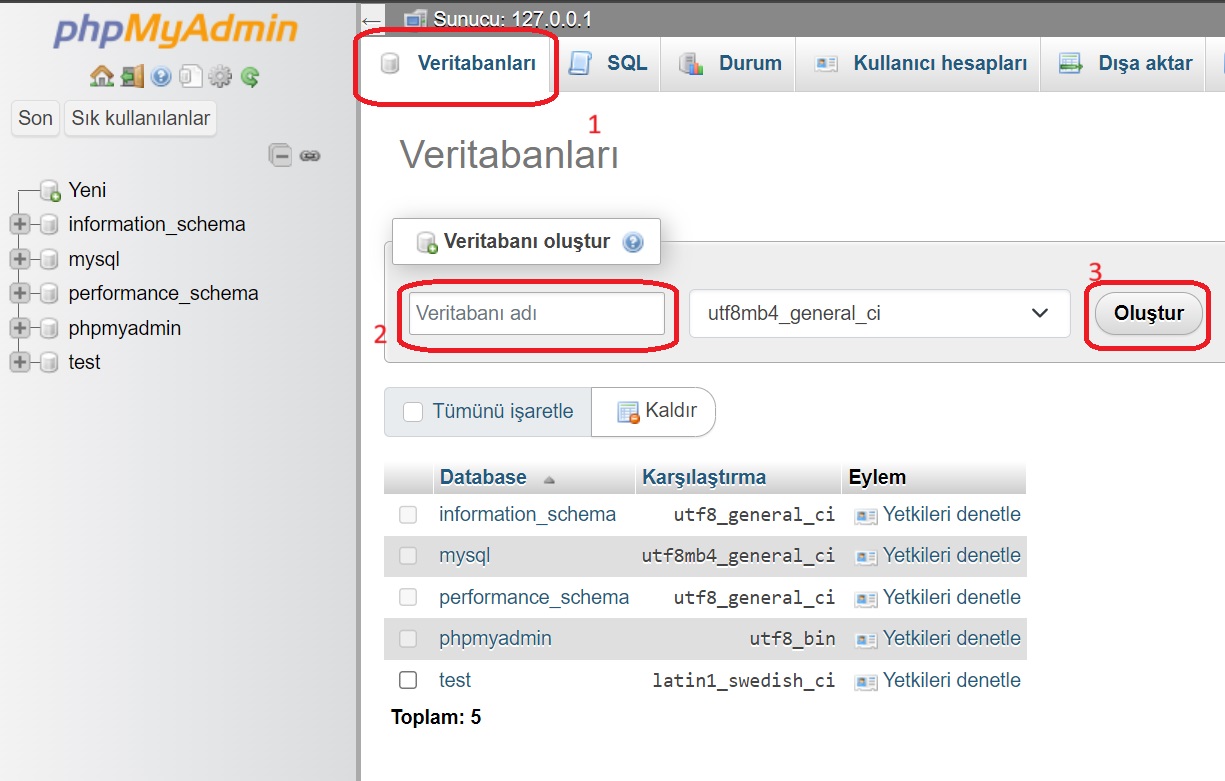 phpMyAdmin
Son Sık kullanılanlar
Yeni
information_schema
mysql
performance_schema
phpmyadmin
test
← Sunucu: 127.0.0.1
Veritabanları SQL Durum Kullanıcı hesapları Dışa aktar
1
Veritabanları
Veritabanı oluştur
2 Veritabanı adı utf8mb4_general_ci 3 Oluştur
Tümünü işaretle Kaldır
Database Karşılaştırma Eylem
information_schema utf8_general_ci Yetkileri denetle
mysql utf8mb4_general_ci Yetkileri denetle
performance_schema utf8_general_ci Yetkileri denetle
phpmyadmin utf8_bin Yetkileri denetle
test latin1_swedish_ci Yetkileri denetle
Toplam: 5